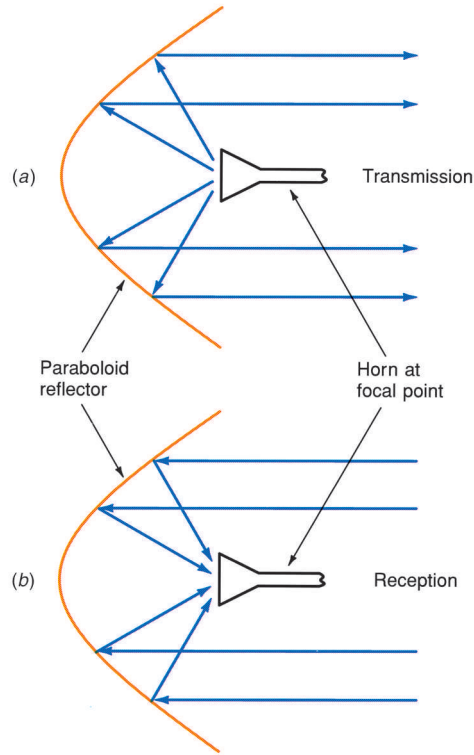 (a)
Transmission
Paraboloid
reflector
Horn at
focal point
(b)
Reception